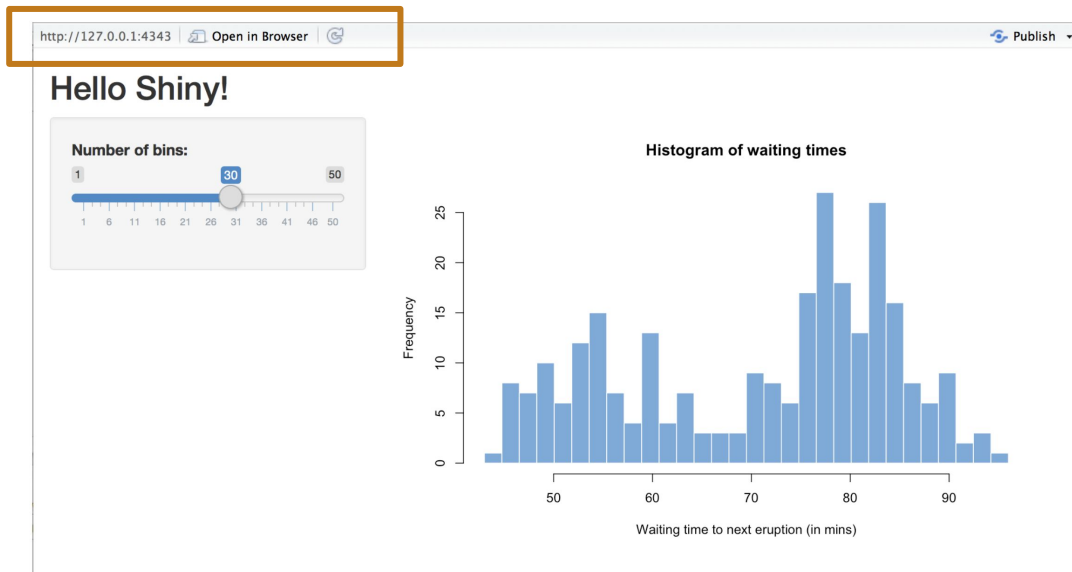 http://127.0.0.1:4343 Open in Browser Publish
Hello Shiny!
Number of bins:
1 30 50
1 6 11 16 21 26 31 36 41 46 50
Histogram of waiting times
Frequency
25
20
15
10
5
0
50 60 70 80 90
Waiting time to next eruption (in mins)